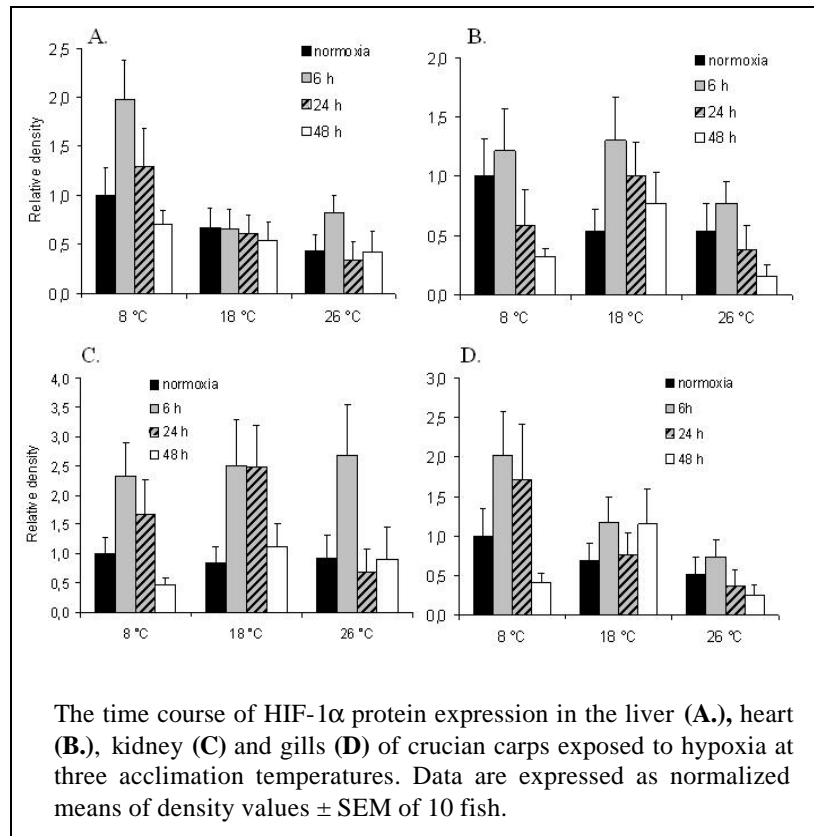 A.
2,5
2,0
1,5
1,0
0,5
0,0
Relative density
normoxia
6 h
24 h
48 h
8 °C
18 °C
26 °C
B.
2,0
1,5
1,0
0,5
0,0
normoxia
6 h
24 h
48 h
8 °C
18 °C
26 °C
C.
4,0
3,5
3,0
2,5
2,0
1,5
1,0
0,5
0,0
Relative density
normoxia
6 h
24 h
48 h
8 °C
18 °C
26 °C
D.
3,0
2,5
2,0
1,5
1,0
0,5
0,0
normoxia
6h
24 h
48 h
8 °C
18 °C
26 °C
The time course of HIF-1α protein expression in the liver (A.), heart
(B.), kidney (C) and gills (D) of crucian carps exposed to hypoxia at
three acclimation temperatures. Data are expressed as normalized
means of density values ± SEM of 10 fish.